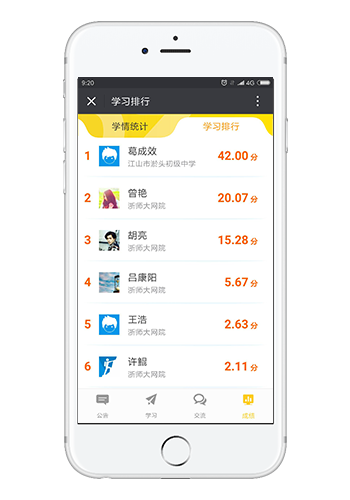 9:20
4G
学习排行
学情统计
学习排行
1
葛成效
江山市淤头初级中学
42.00 分
2
曾艳
浙师大网院
20.07 分
3
胡亮
浙师大网院
15.28 分
4
吕康阳
浙师大网院
5.67 分
5
王浩
浙师大网院
2.63 分
6
许鲲
浙师大网院
2.11 分
公告
学习
交流
成绩